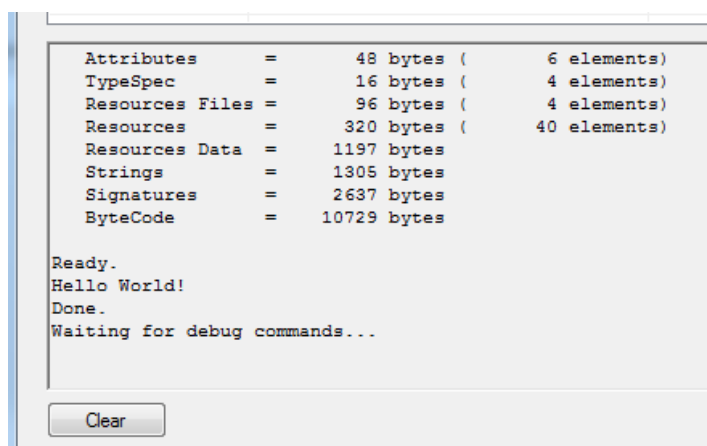 Attributes      =       48 bytes (      6 elements)
TypeSpec        =       16 bytes (      4 elements)
Resources Files =       96 bytes (      4 elements)
Resources       =      320 bytes (     40 elements)
Resources Data  =     1197 bytes
Strings         =     1305 bytes
Signatures      =     2637 bytes
ByteCode        =    10729 bytes
Ready.
Hello World!
Done.
Waiting for debug commands...
Clear